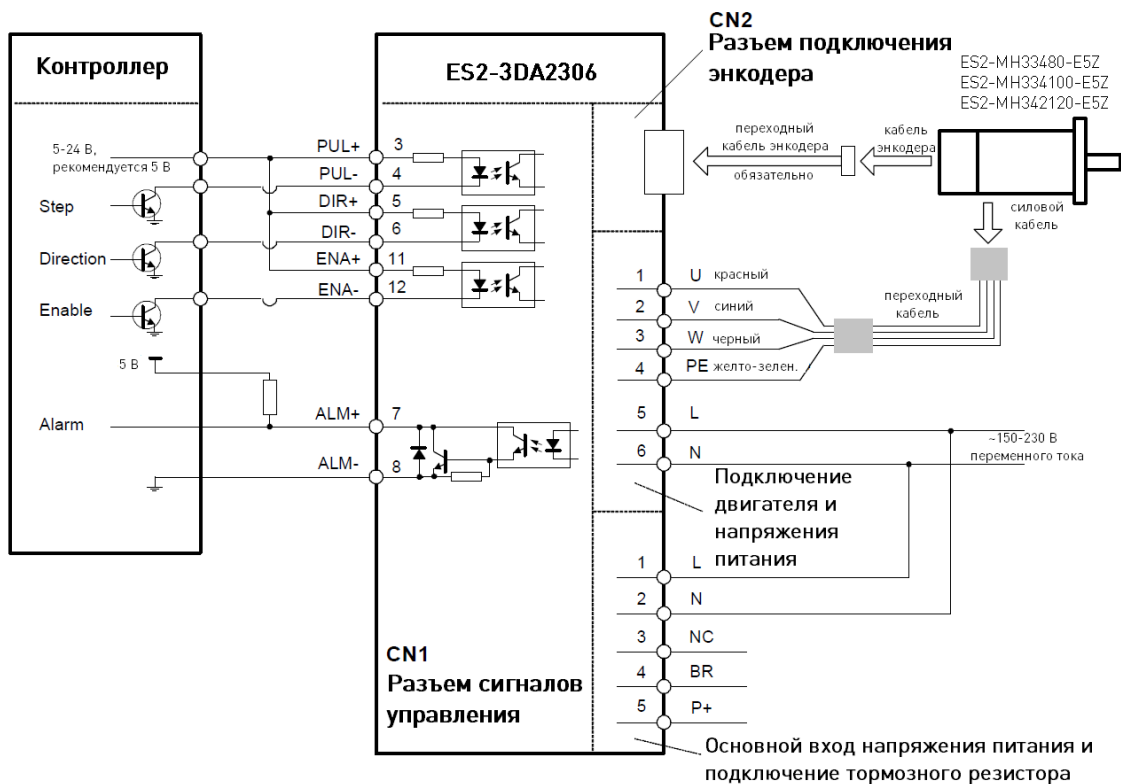 CN2
Разъем подключения
энкодера
Контроллер
ES2-3DA2306
ES2-MH33480-E5Z
ES2-MH334100-E5Z
ES2-MH342120-E5Z
5-24 В,
рекомендуется 5 В
PUL+ 3
PUL- 4
Step
DIR+ 5
DIR- 6
Direction
ENA+ 11
ENA- 12
Enable
5 В
Alarm
ALM+ 7
ALM- 8
переходный
кабель энкодера
обязательно
кабель
энкодера
силовой
кабель
1 U красный
2 V синий
3 W черный
4 PE желто-зелен.
переходный
кабель
5 L
6 N
~150-230 В
переменного тока
Подключение
двигателя и
напряжения
питания
1 L
2 N
3 NC
4 BR
5 P+
CN1
Разъем сигналов
управления
Основной вход напряжения питания и
подключение тормозного резистора